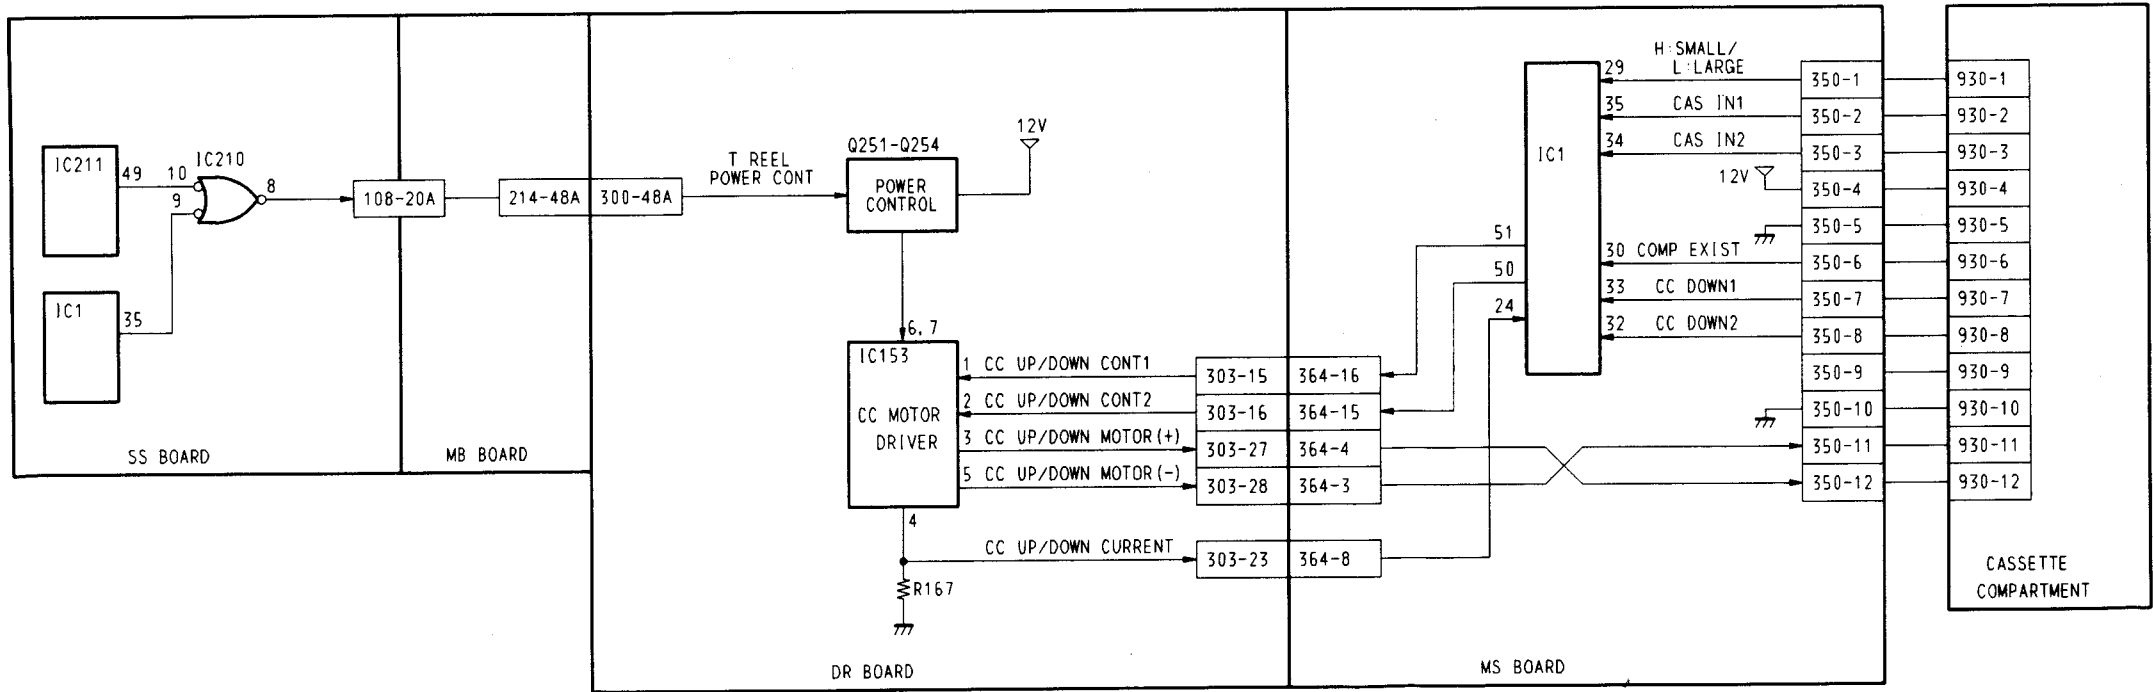 IC211
49
10
IC210
9
8
IC1
35
SS BOARD
108-20A
MB BOARD
214-48A
300-48A
T REEL
POWER CONT
Q251-Q254
POWER
CONTROL
12V
6,7
IC153
CC MOTOR
DRIVER
1 CC UP/DOWN CONT1
2 CC UP/DOWN CONT2
3 CC UP/DOWN MOTOR(+)
5 CC UP/DOWN MOTOR(-)
4
CC UP/DOWN CURRENT
R167
DR BOARD
303-15
364-16
303-16
364-15
303-27
364-4
303-28
364-3
303-23
364-8
51
50
24
IC1
H:SMALL/
L:LARGE
29
35 CAS IN1
34 CAS IN2
12V
30 COMP EXIST
33 CC DOWN1
32 CC DOWN2
MS BOARD
350-1
930-1
350-2
930-2
350-3
930-3
350-4
930-4
350-5
930-5
350-6
930-6
350-7
930-7
350-8
930-8
350-9
930-9
350-10
930-10
350-11
930-11
350-12
930-12
CASSETTE
COMPARTMENT